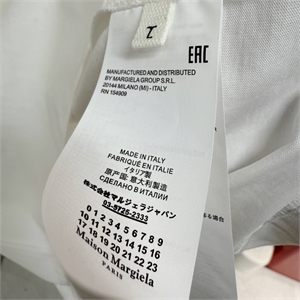 L
EAC
MANUFACTURED AND DISTRIBUTED
BY MARGIELA GROUP S.R.L.
20144 MILANO (MI) - ITALY
RN 154909
MADE IN ITALY
FABRIQUÉ EN ITALIE
イタリア製
原产国: 意大利製造
СДЕЛАНО В ИТАЛИИ
株式会社マルジェラジャパン
03-5725-2333
0 1 2 3 4 5 6 7 8 9
10 11 12 13 14 15 16
17 18 19 20 21 22 23
Maison Margiela
PARIS